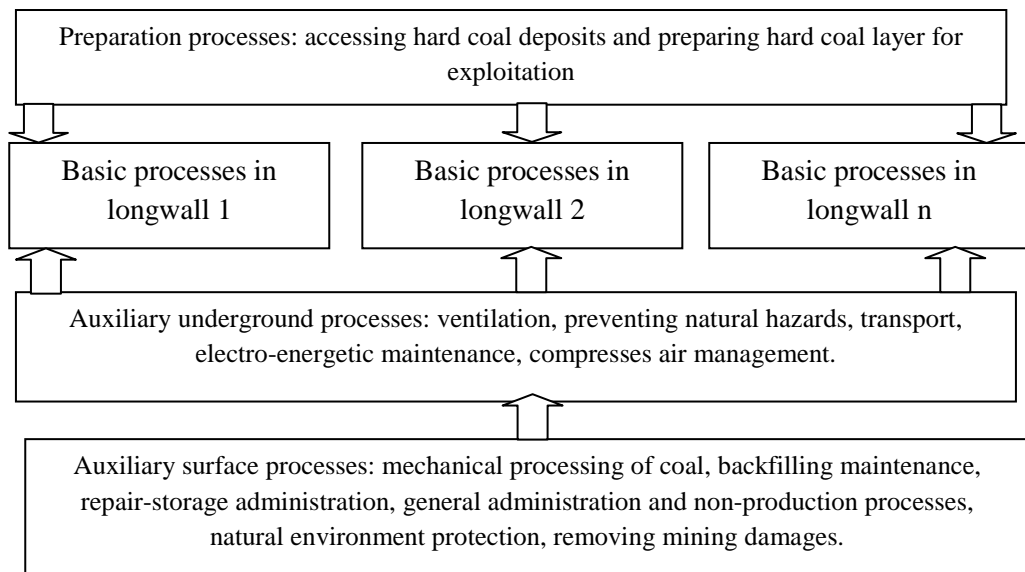 Preparation processes: accessing hard coal deposits and preparing hard coal layer for
exploitation
Basic processes in
longwall 1
Basic processes in
longwall 2
Basic processes in
longwall n
Auxiliary underground processes: ventilation, preventing natural hazards, transport,
electro-energetic maintenance, compresses air management.
Auxiliary surface processes: mechanical processing of coal, backfilling maintenance,
repair-storage administration, general administration and non-production processes,
natural environment protection, removing mining damages.